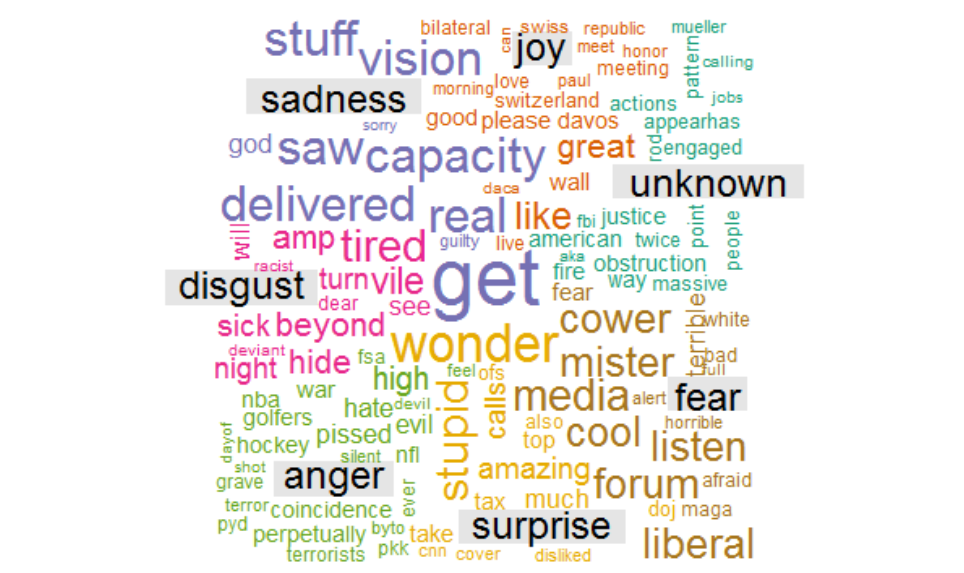 stuff vision bilateral can swiss republic mueller
joy meet honor pattern calling
sadness morning love paul meeting
switzerland actions jobs
sorry good please davos appearhas
god saw capacity great rod engaged
daca wall unknown
delivered real like fbi justice point people
will amp tired guilty live american twice
racist aka obstruction
disgust turn vile get fire way massive
dear see fear
sick beyond cower terrible white
deviant wonder
night hide fsa mister bad
full
high feel ofs
nba war media alert fear
golfers hate devil stupid calls
evil also horrible
dayof hockey pissed top cool listen
silent nfl
shot anger amazing
grave ever forum afraid
terror coincidence tax much doj maga
pyd perpetually byto take surprise
terrorists pkk cnn cover disliked liberal